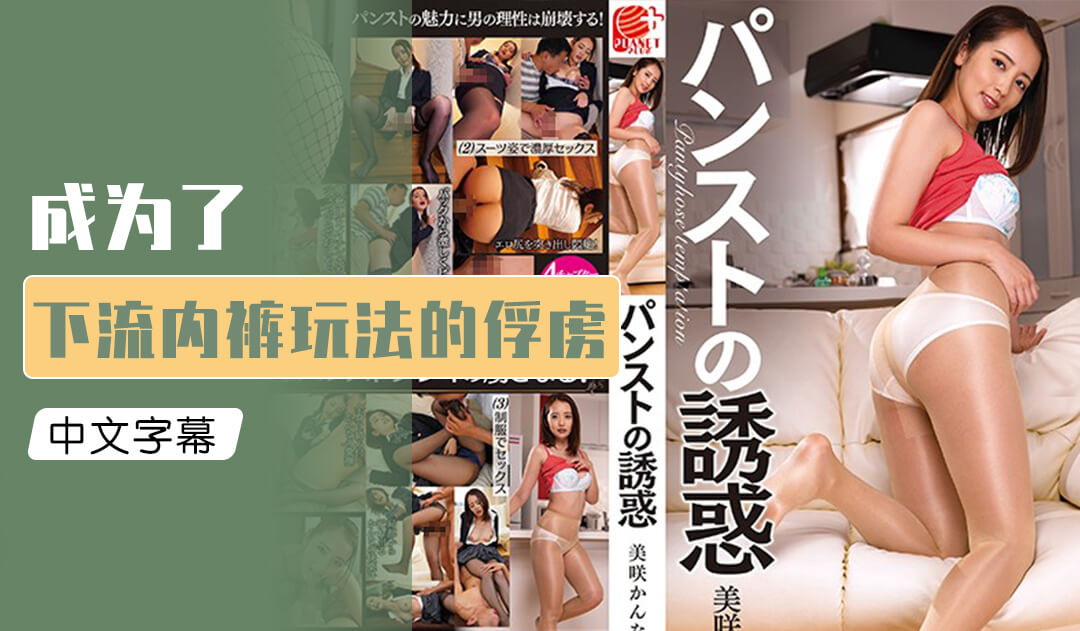 成为了
下流内裤玩法的俘虏
中文字幕
パンストの魅力に男の理性は崩壊する!
(2)スーツ姿で濃厚セックス
エロ尻を突き出し悶絶!
(3)制服でセックス
PLANET
PLUS
パンストの誘惑
美咲かんな
パンストの誘惑
Pantyhose temptation
美咲